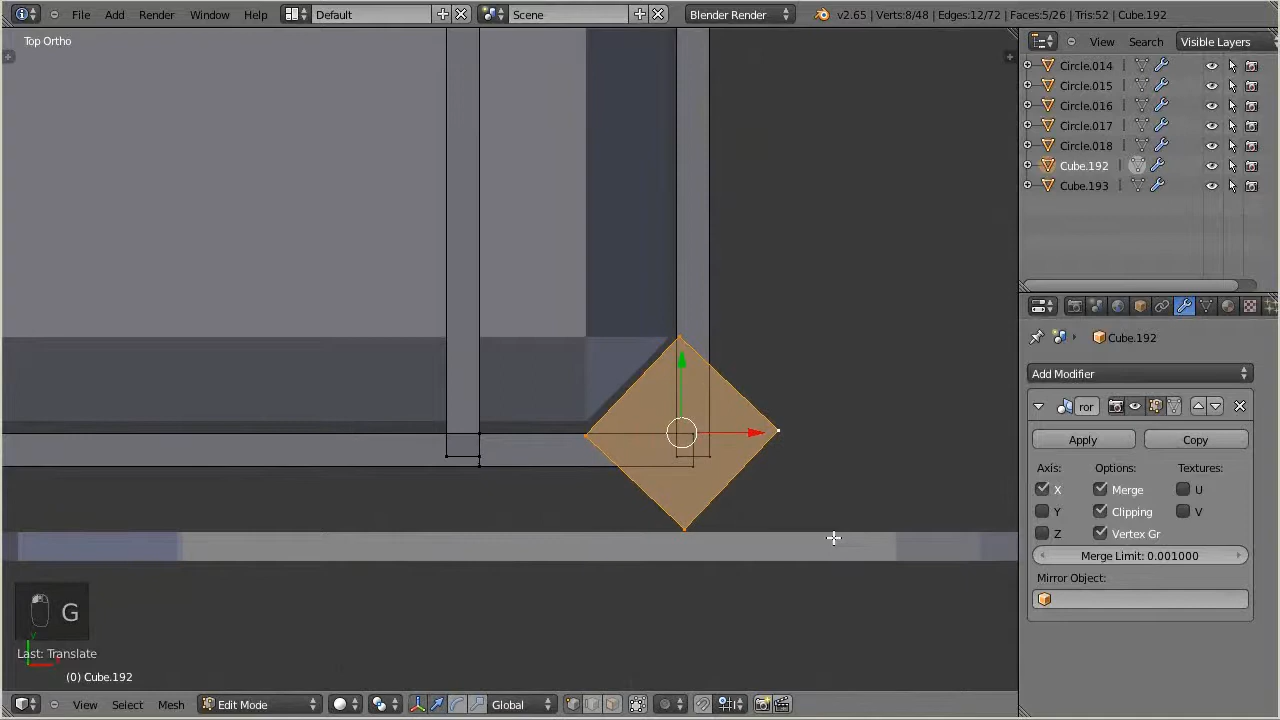 File Add Render Window Help Default Scene Blender Render v2.65 | Verts:8/48 | Edges:12/72 | Faces:5/26 | Tris:52 | Cube.192
Top Ortho
View Search Visible Layers
Circle.014
Circle.015
Circle.016
Circle.017
Circle.018
Cube.192
Cube.193
Cube.192
Add Modifier
ror
Apply Copy
Axis: Options: Textures:
X Merge U
Y Clipping V
Z Vertex Gr
Merge Limit: 0.001000
Mirror Object:
G
Last: Translate
y
x
(0) Cube.192
View Select Mesh Edit Mode Global